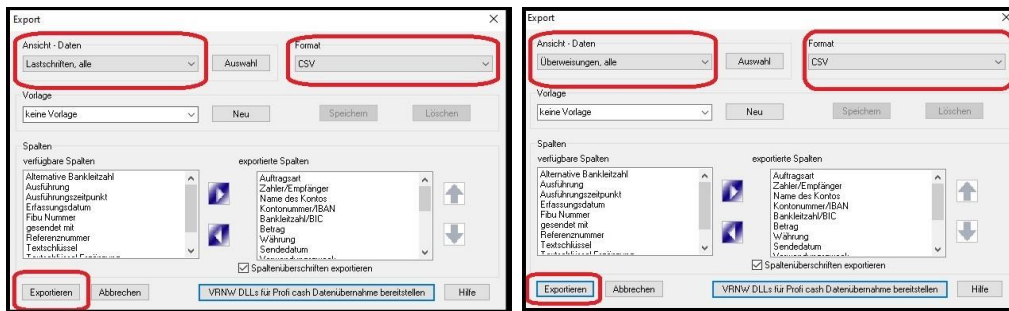 Export
Ansicht - Daten
Format
Lastschriften, alle
Auswahl
CSV
Vorlage
keine Vorlage
Neu
Speichern
Löschen
Spalten
verfügbare Spalten
exportierte Spalten
Alternative Bankleitzahl
Ausführung
Ausführungszeitpunkt
Erfassungsdatum
Fibu Nummer
gesendet mit
Referenznummer
Textschlüssel
Auftragsart
Zahler/Empfänger
Name des Kontos
Kontonummer/IBAN
Bankleitzahl/BIC
Betrag
Währung
Sendedatum
Spaltenüberschriften exportieren
Exportieren
Abbrechen
VRNW DLLs für Profi cash Datenübernahme bereitstellen
Hilfe
Export
Ansicht - Daten
Format
Überweisungen, alle
Auswahl
CSV
Vorlage
keine Vorlage
Neu
Speichern
Löschen
Spalten
verfügbare Spalten
exportierte Spalten
Alternative Bankleitzahl
Ausführung
Ausführungszeitpunkt
Erfassungsdatum
Fibu Nummer
gesendet mit
Referenznummer
Textschlüssel
Auftragsart
Zahler/Empfänger
Name des Kontos
Kontonummer/IBAN
Bankleitzahl/BIC
Betrag
Währung
Sendedatum
Spaltenüberschriften exportieren
Exportieren
Abbrechen
VRNW DLLs für Profi cash Datenübernahme bereitstellen
Hilfe